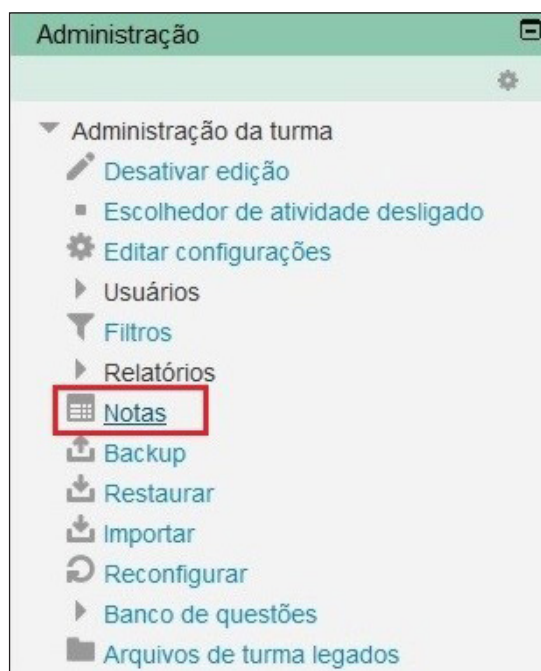 Administração
Administração da turma
Desativar edição
Escolhedor de atividade desligado
Editar configurações
Usuários
Filtros
Relatórios
Notas
Backup
Restaurar
Importar
Reconfigurar
Banco de questões
Arquivos de turma legados